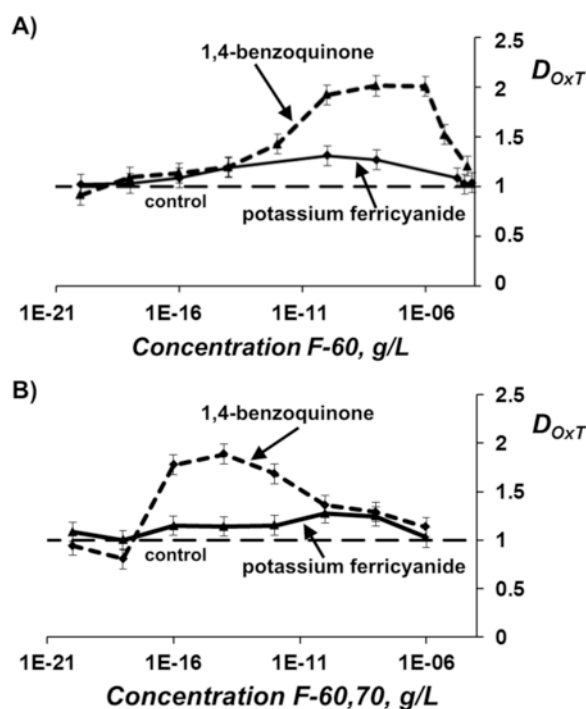 A)
1,4-benzoquinone
2.5
D_OxT
2
1.5
1
control
potassium ferricyanide
0.5
0
1E-21 1E-16 1E-11 1E-06
Concentration F-60, g/L
B)
2.5
1,4-benzoquinone
D_OxT
2
1.5
1
control
potassium ferricyanide
0.5
0
1E-21 1E-16 1E-11 1E-06
Concentration F-60,70, g/L